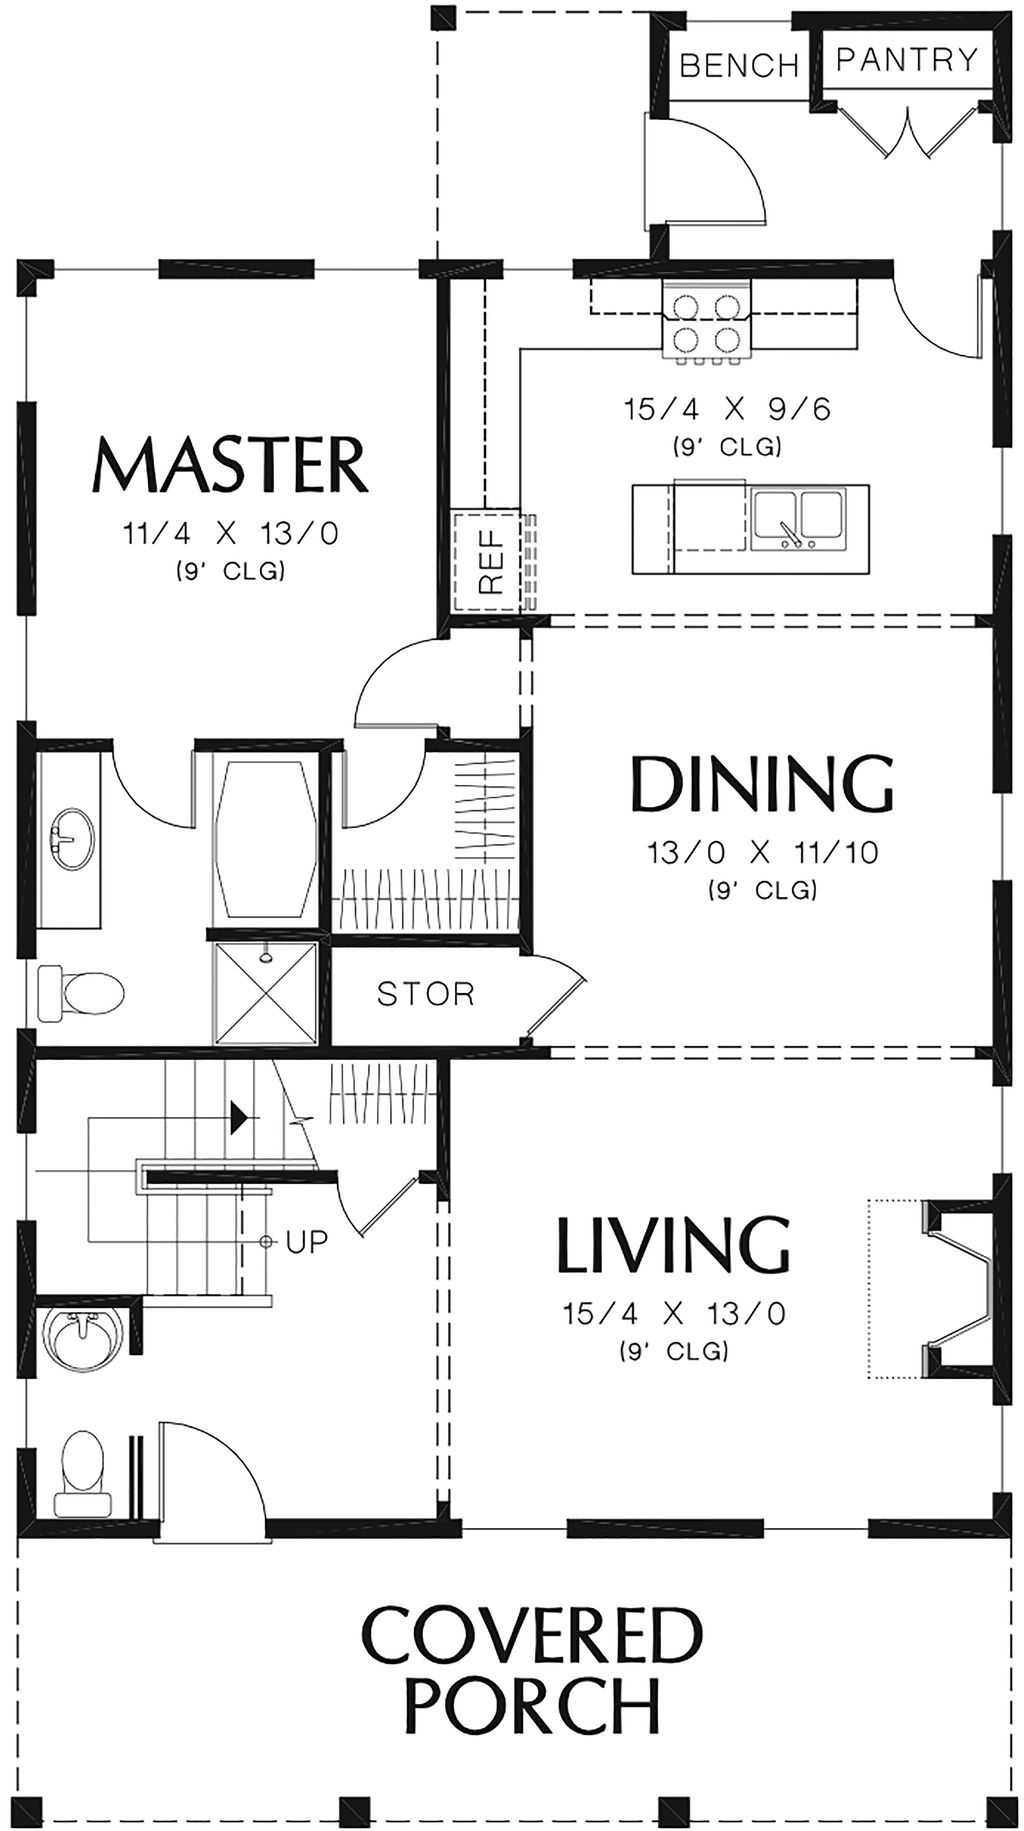 BENCH
PANTRY
15/4 X 9/6
(9' CLG)
MASTER
11/4 X 13/0
(9' CLG)
REF
DINING
13/0 X 11/10
(9' CLG)
STOR
UP
LIVING
15/4 X 13/0
(9' CLG)
COVERED
PORCH